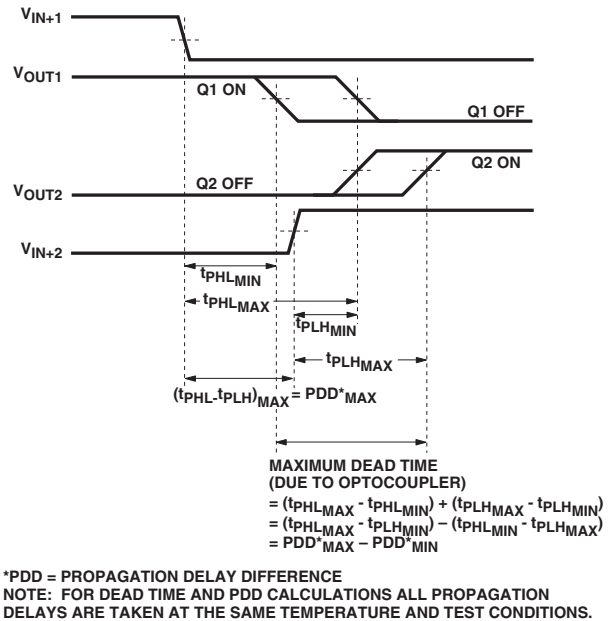 VIN+1
VOUT1
Q1 ON
Q1 OFF
Q2 ON
Q2 OFF
VOUT2
VIN+2
tPHLMIN
tPHLMAX
tPLHMIN
tPLHMAX
(tPHL-tPLH)MAX = PDD*MAX
MAXIMUM DEAD TIME
(DUE TO OPTOCOUPLER)
= (tPHLMAX - tPHLMIN) + (tPLHMAX - tPLHMIN)
= (tPHLMAX - tPLHMIN) – (tPHLMIN - tPLHMAX)
= PDD*MAX – PDD*MIN
*PDD = PROPAGATION DELAY DIFFERENCE
NOTE: FOR DEAD TIME AND PDD CALCULATIONS ALL PROPAGATION
DELAYS ARE TAKEN AT THE SAME TEMPERATURE AND TEST CONDITIONS.